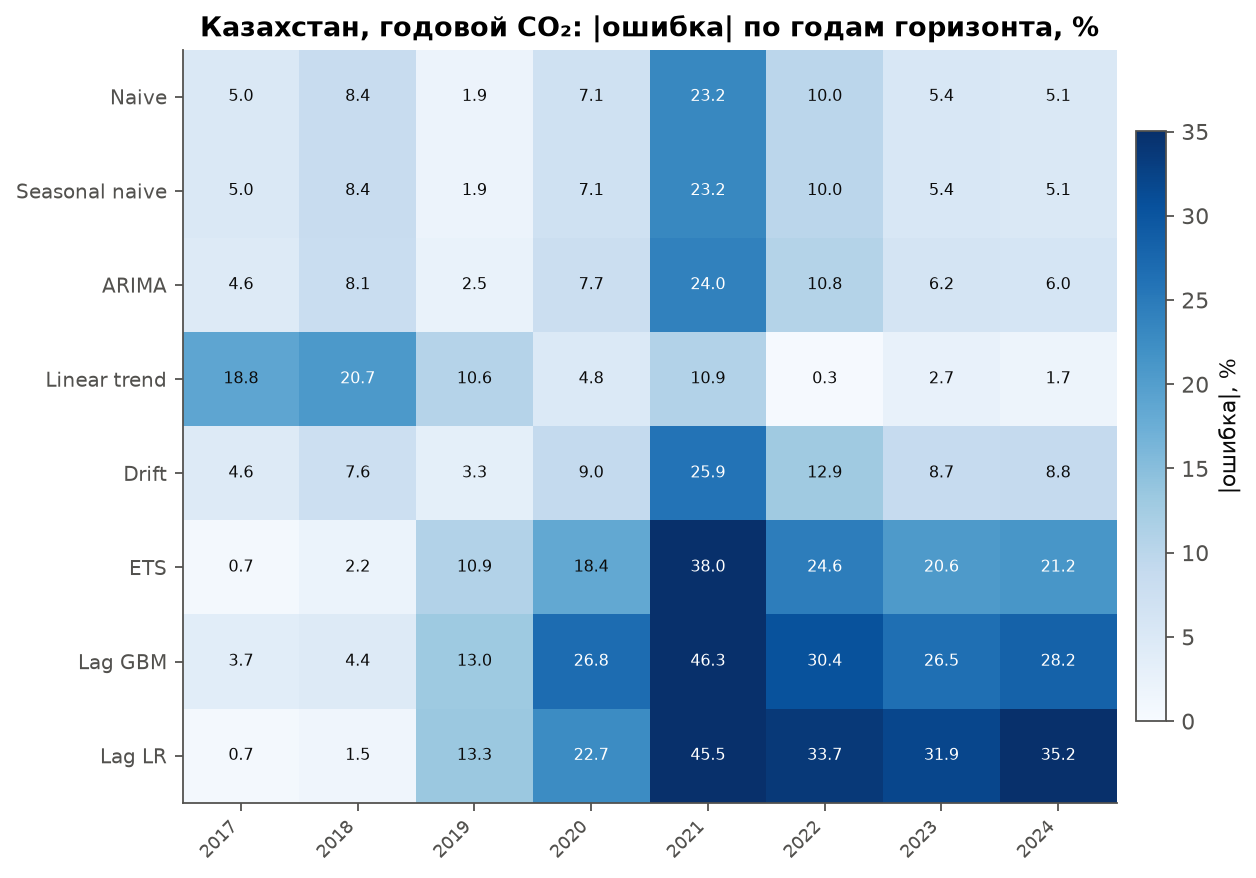 Казахстан, годовой CO₂: |ошибка| по годам горизонта, %
Naive 5.0 8.4 1.9 7.1 23.2 10.0 5.4 5.1
Seasonal naive 5.0 8.4 1.9 7.1 23.2 10.0 5.4 5.1
ARIMA 4.6 8.1 2.5 7.7 24.0 10.8 6.2 6.0
Linear trend 18.8 20.7 10.6 4.8 10.9 0.3 2.7 1.7
Drift 4.6 7.6 3.3 9.0 25.9 12.9 8.7 8.8
ETS 0.7 2.2 10.9 18.4 38.0 24.6 20.6 21.2
Lag GBM 3.7 4.4 13.0 26.8 46.3 30.4 26.5 28.2
Lag LR 0.7 1.5 13.3 22.7 45.5 33.7 31.9 35.2
2017 2018 2019 2020 2021 2022 2023 2024
35
30
25
20
15
10
5
0
|ошибка|, %